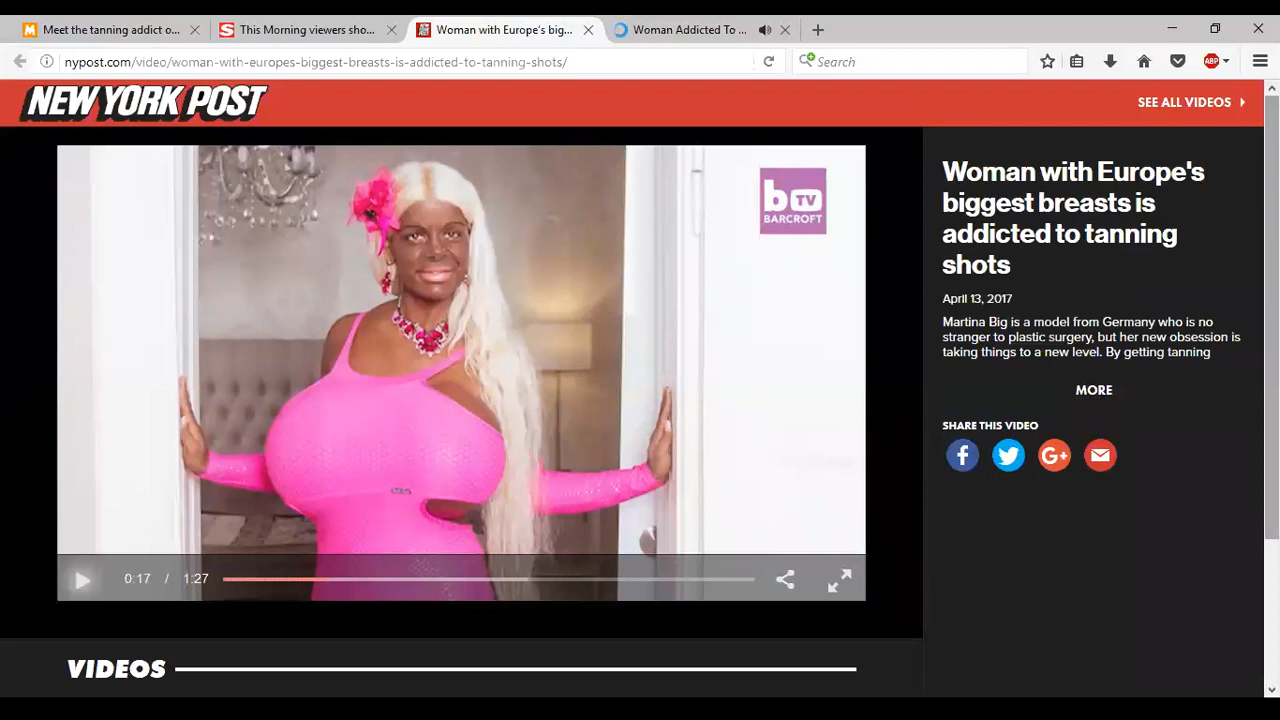 Meet the tanning addict o...
This Morning viewers sho...
Woman with Europe's big...
Woman Addicted To ...
nypost.com/video/woman-with-europes-biggest-breasts-is-addicted-to-tanning-shots/
Search
ABP
NEW YORK POST
SEE ALL VIDEOS
b TV
BARCROFT
Woman with Europe's
biggest breasts is
addicted to tanning
shots
April 13, 2017
Martina Big is a model from Germany who is no
stranger to plastic surgery, but her new obsession is
taking things to a new level. By getting tanning
MORE
SHARE THIS VIDEO
0:17 / 1:27
VIDEOS